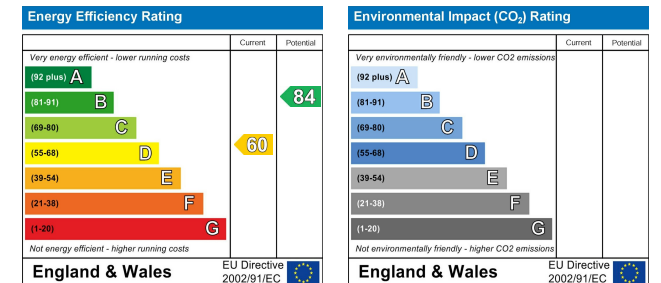 Energy Efficiency Rating
Current Potential
Very energy efficient - lower running costs
(92 plus) A
(81-91) B
84
(69-80) C
(55-68) D
60
(39-54) E
(21-38) F
(1-20) G
Not energy efficient - higher running costs
England & Wales
EU Directive
2002/91/EC
Environmental Impact (CO₂) Rating
Current Potential
Very environmentally friendly - lower CO2 emissions
(92 plus) A
(81-91) B
(69-80) C
(55-68) D
(39-54) E
(21-38) F
(1-20) G
Not environmentally friendly - higher CO2 emissions
England & Wales
EU Directive
2002/91/EC